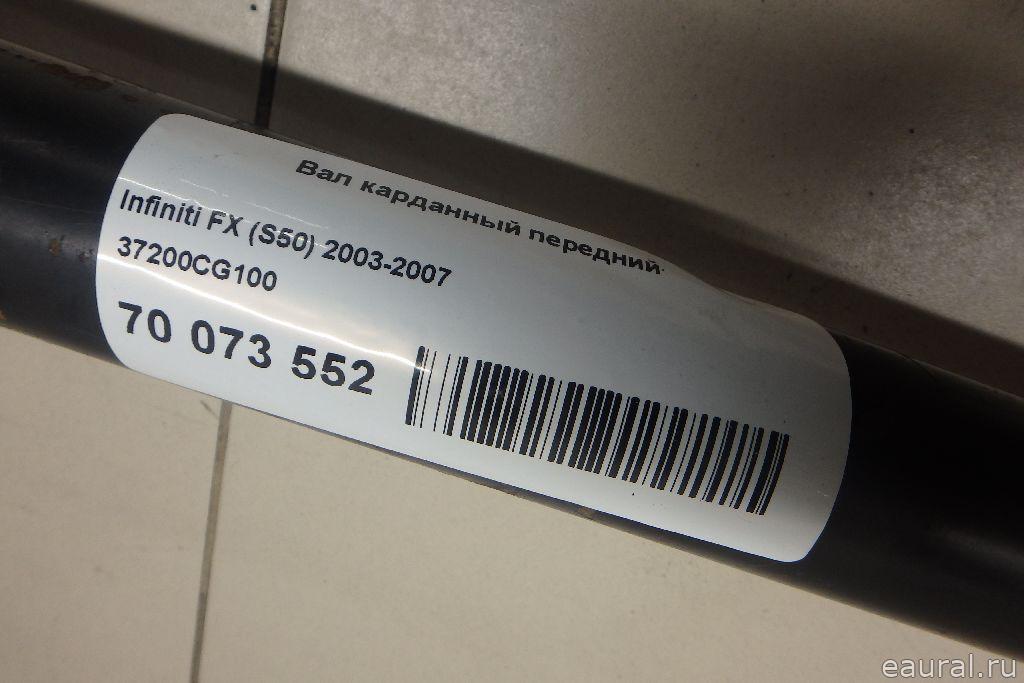 Вал карданный передний
Infiniti FX (S50) 2003-2007
37200CG100
70 073 552
eaural.ru